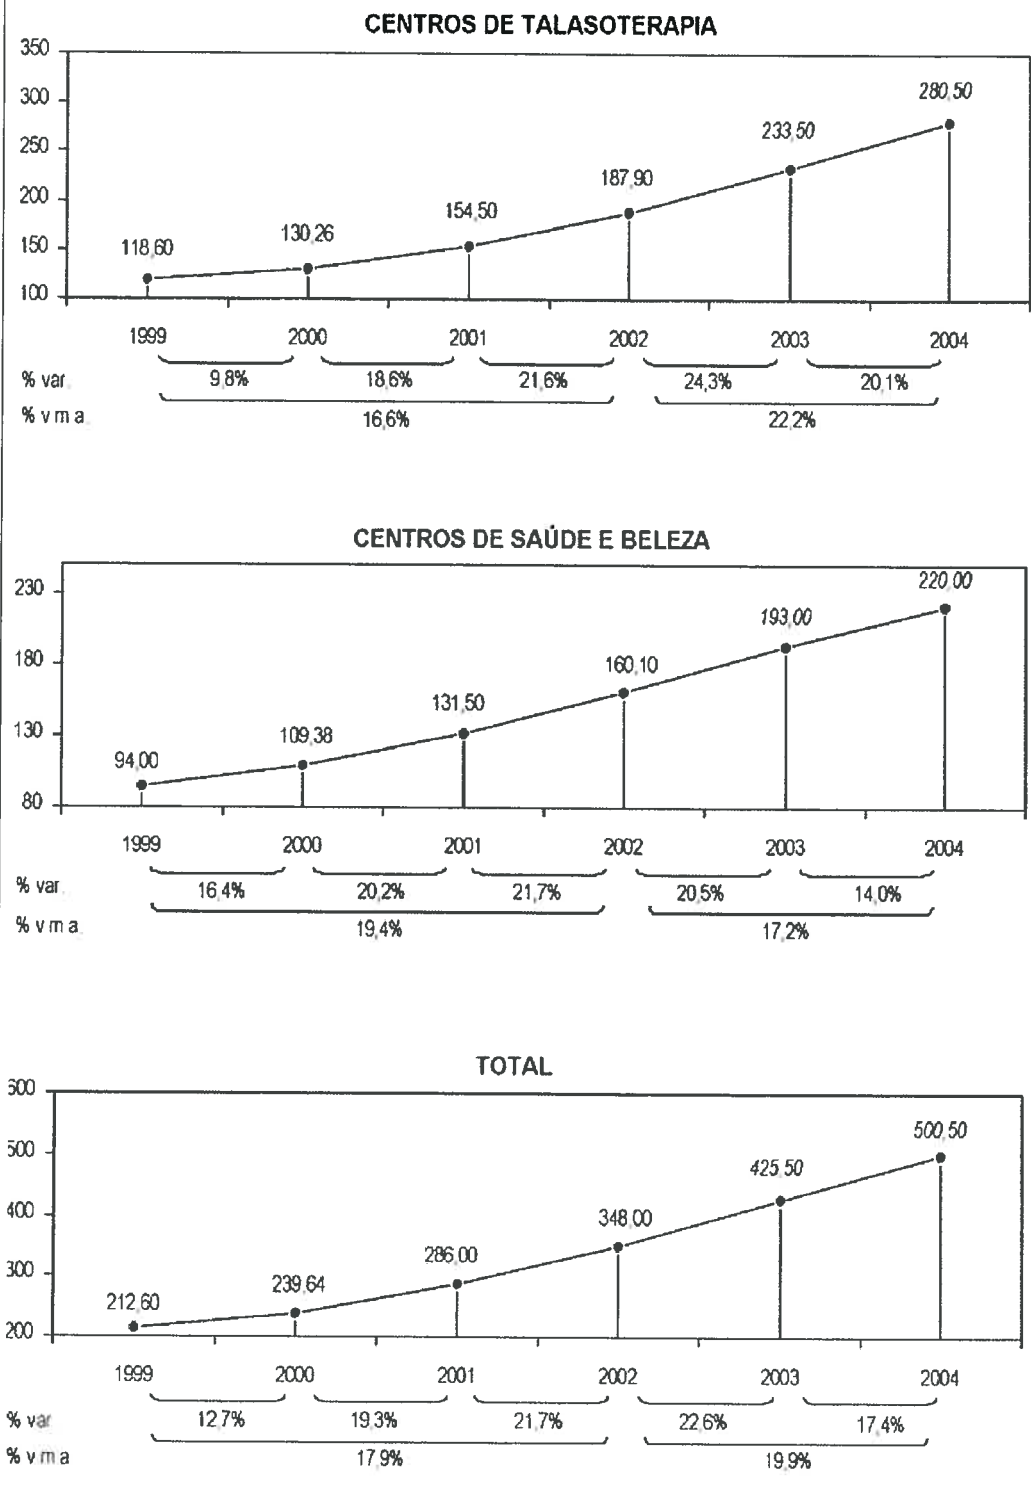 CENTROS DE TALASOTERAPIA
350
300
250
200
150
100
118,60
130,26
154,50
187,90
233,50
280,50
1999 2000 2001 2002 2003 2004
% var. 9,8% 18,6% 21,6% 24,3% 20,1%
% v m a. 16,6% 22,2%
CENTROS DE SAÚDE E BELEZA
230
180
130
80
94,00
109,38
131,50
160,10
193,00
220,00
1999 2000 2001 2002 2003 2004
% var. 16,4% 20,2% 21,7% 20,5% 14,0%
% v m a. 19,4% 17,2%
TOTAL
600
500
400
300
200
212,60
239,64
286,00
348,00
425,50
500,50
1999 2000 2001 2002 2003 2004
% var 12,7% 19,3% 21,7% 22,6% 17,4%
% v m a 17,9% 19,9%